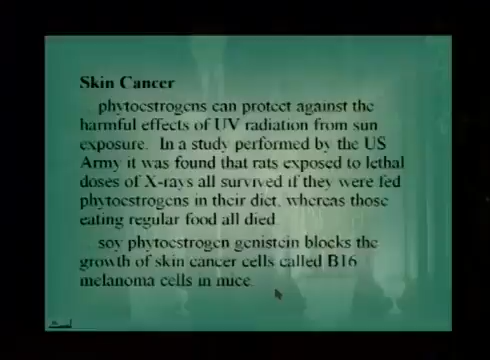 Skin Cancer
phytoestrogens can protect against the
harmful effects of UV radiation from sun
exposure. In a study performed by the US
Army it was found that rats exposed to lethal
doses of X-rays all survived if they were fed
phytoestrogens in their diet, whereas those
eating regular food all died.
soy phytoestrogen genistein blocks the
growth of skin cancer cells called B16
melanoma cells in mice.